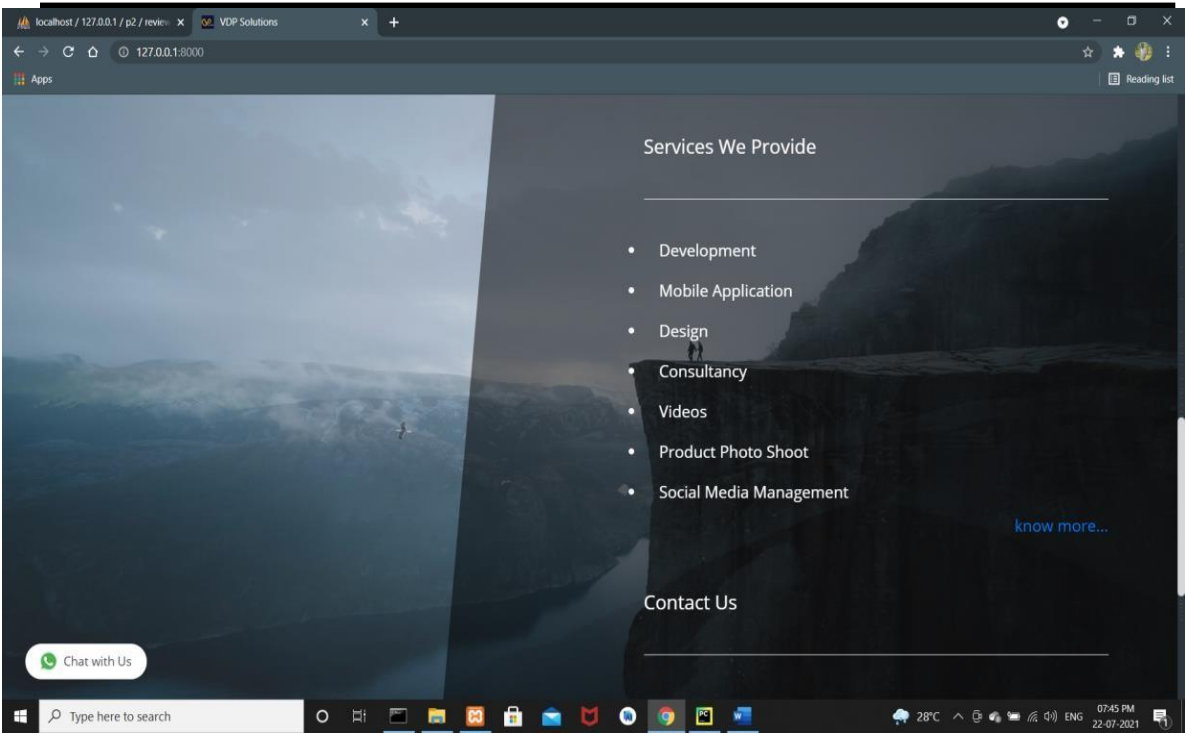 localhost / 127.0.0.1 / p2 / review
VDP Solutions
127.0.0.1:8000
Apps
Reading list
Services We Provide
Development
Mobile Application
Design
Consultancy
Videos
Product Photo Shoot
Social Media Management
know more...
Contact Us
Chat with Us
Type here to search
28°C
ENG
07:45 PM
22-07-2021